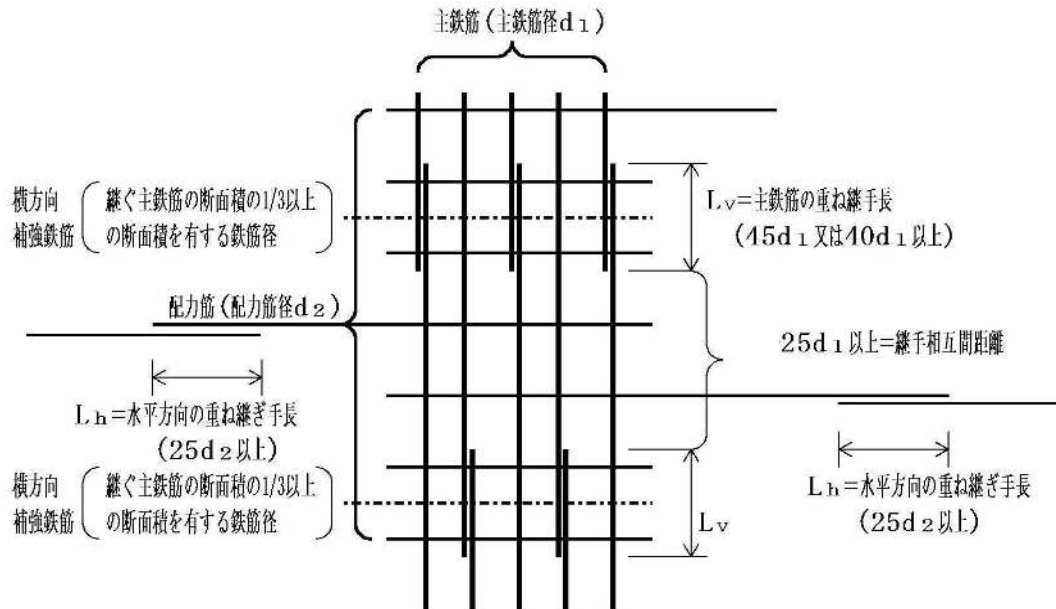 主鉄筋(主鉄筋径d1)
横方向
補強鉄筋
継ぐ主鉄筋の断面積の1/3以上
の断面積を有する鉄筋径
Lv=主鉄筋の重ね継手長
(45d1又は40d1以上)
配力筋(配力筋径d2)
25d1以上=継手相互間距離
Lh=水平方向の重ね継ぎ手長
(25d2以上)
横方向
補強鉄筋
継ぐ主鉄筋の断面積の1/3以上
の断面積を有する鉄筋径
Lv
Lh=水平方向の重ね継ぎ手長
(25d2以上)